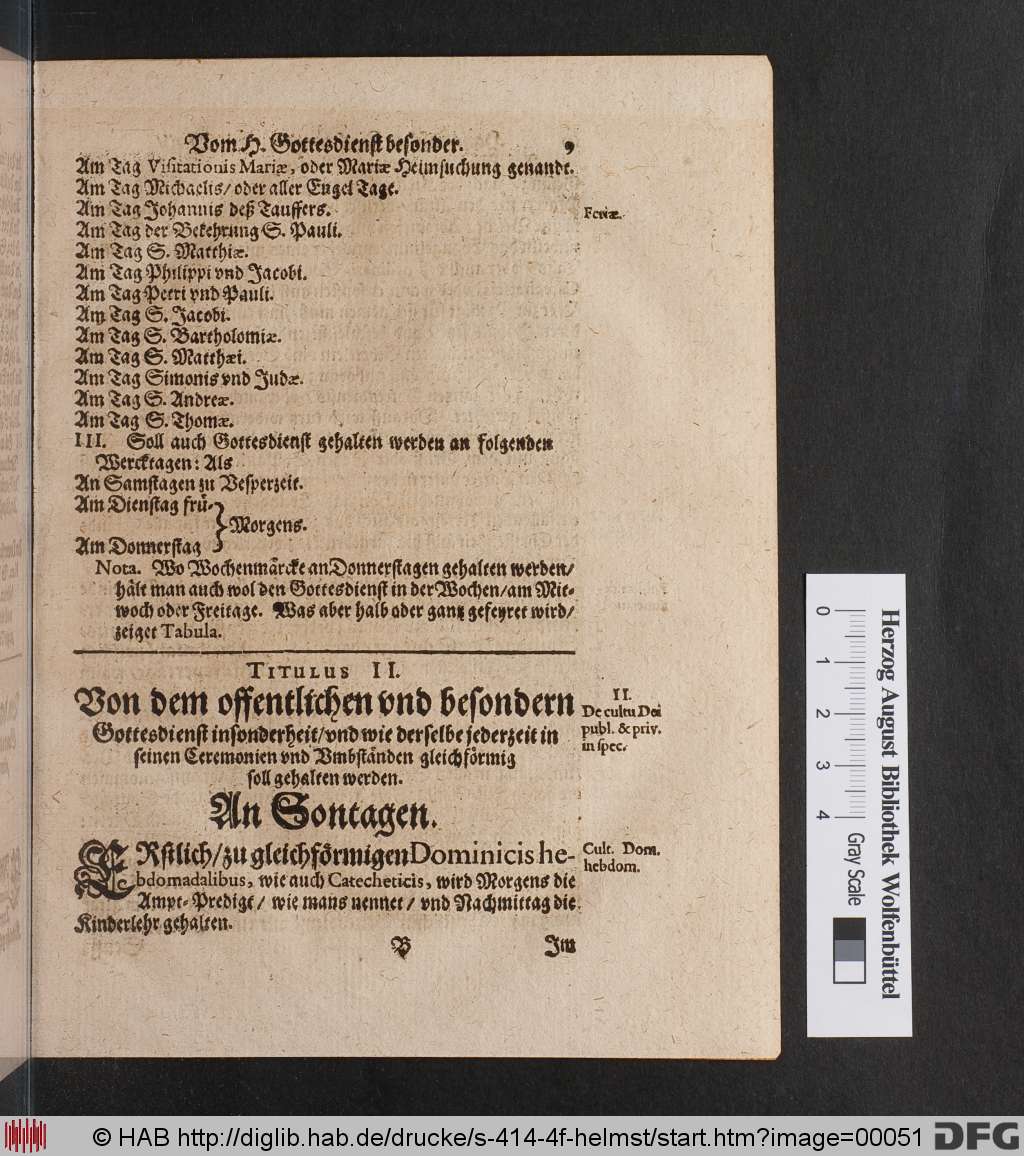 Vom H. Gottesdienst besonder. 9
Am Tag Visitationis Mariæ, oder Mariæ Heimsuchung genandt.
Am Tag Michaelis/ oder aller Engel Tage.
Am Tag Johannis deß Tauffers.
Feriæ.
Am Tag der Bekehrung S. Pauli.
Am Tag S. Matthiæ.
Am Tag Philippi vnd Jacobi.
Am Tag Petri vnd Pauli.
Am Tag S. Jacobi.
Am Tag S. Bartholomiæ.
Am Tag S. Matthæi.
Am Tag Simonis vnd Judæ.
Am Tag S. Andreæ.
Am Tag S. Thomæ.
III. Soll auch Gottesdienst gehalten werden an folgenden
Wercktagen: Als
An Samstagen zu Vesperzeit.
Am Dienstag frü-
} Morgens.
Am Donnerstag
Nota. Wo Wochenmärckte an Donnerstagen gehalten werden/
hält man auch wol den Gottesdienst in der Wochen/ am Mit-
woch oder Freitage. Was aber halb oder gantz gefeyret wird/
zeiget Tabula.
TITULUS II.
Von dem offentlichen vnd besondern
Gottesdienst insonderheit/ vnd wie derselbe jederzeit in
seinen Ceremonien vnd Vmbständen gleichförmig
soll gehalten werden.
II.
De cultu Dei
publ. & priv.
in spec.
An Sontagen.
ERstlich/ zu gleichförmigen Dominicis he-
bdomadalibus, wie auch Catecheticis, wird Morgens die
Ampt-Predigt/ wie mans nennet/ vnd Nachmittag die
Kinderlehr gehalten.
Cult. Dom.
hebdom.
B Im
Herzog August Bibliothek Wolfenbüttel
0 1 2 3 4 Gray Scale
© HAB http://diglib.hab.de/drucke/s-414-4f-helmst/start.htm?image=00051 DFG